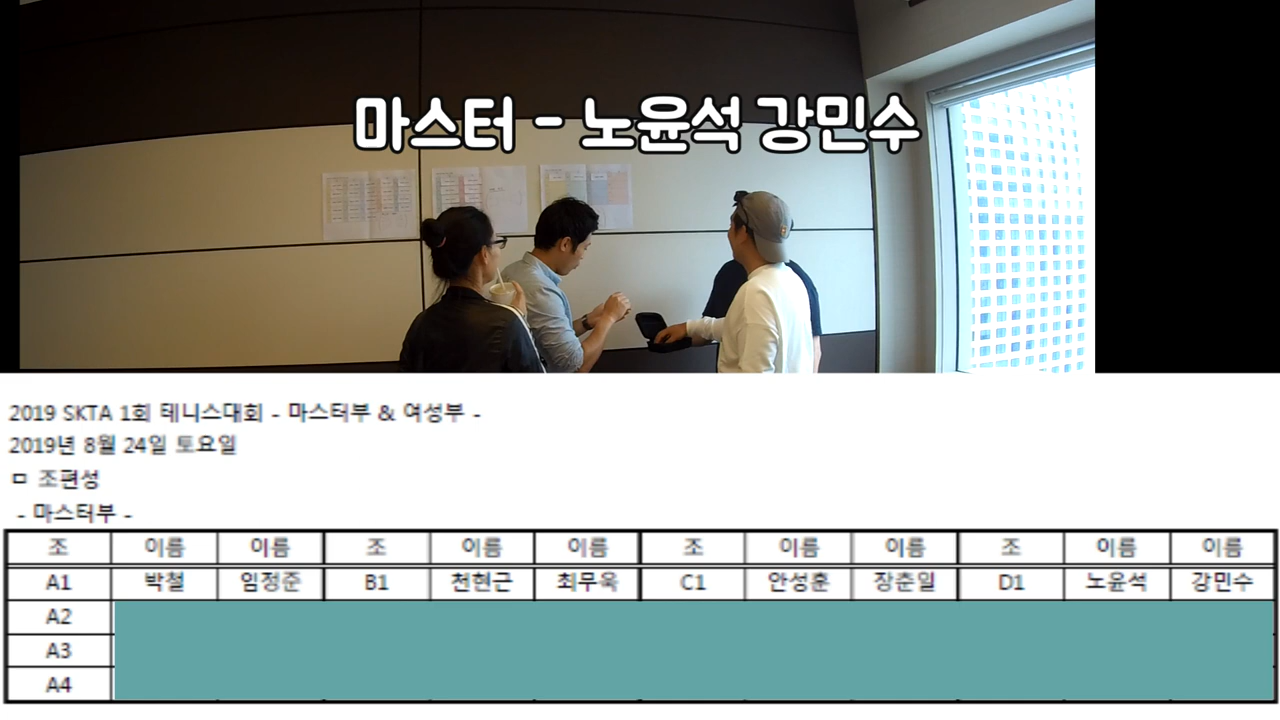 마스터 - 노윤석 강민수
2019 SKTA 1회 테니스대회 - 마스터부 & 여성부 -
2019년 8월 24일 토요일
ㅁ 조편성
- 마스터부 -
조 이름 이름 조 이름 이름 조 이름 이름 조 이름 이름
A1 박철 임정준 B1 천현근 최무욱 C1 안성훈 장춘일 D1 노윤석 강민수
A2
A3
A4